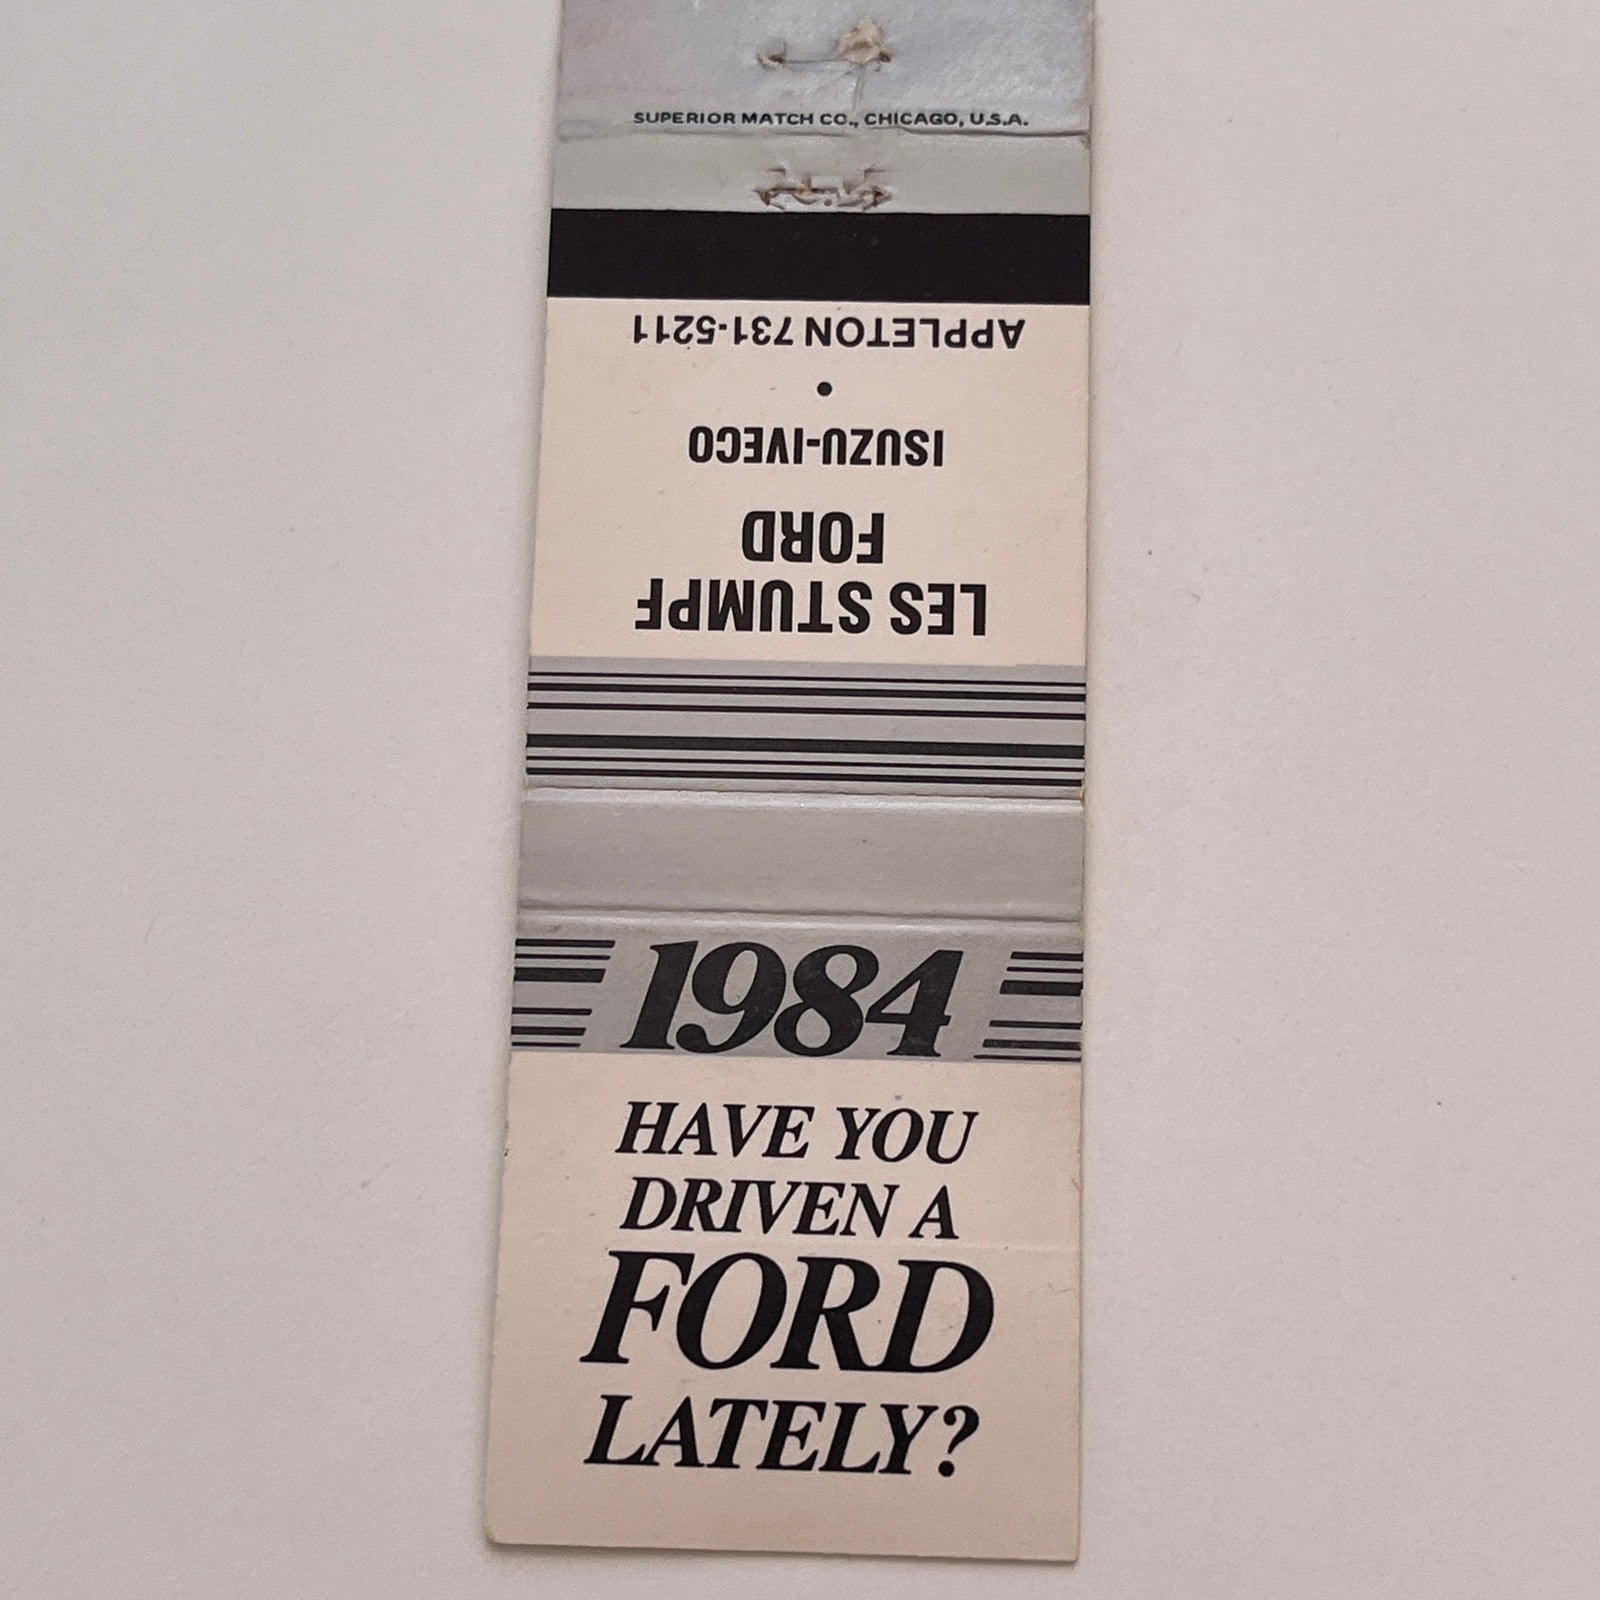 SUPERIOR MATCH CO., CHICAGO, U.S.A.
LES STUMPF
FORD
ISUZU-IVECO
•
APPLETON 731-5211
1984
HAVE YOU
DRIVEN A
FORD
LATELY?